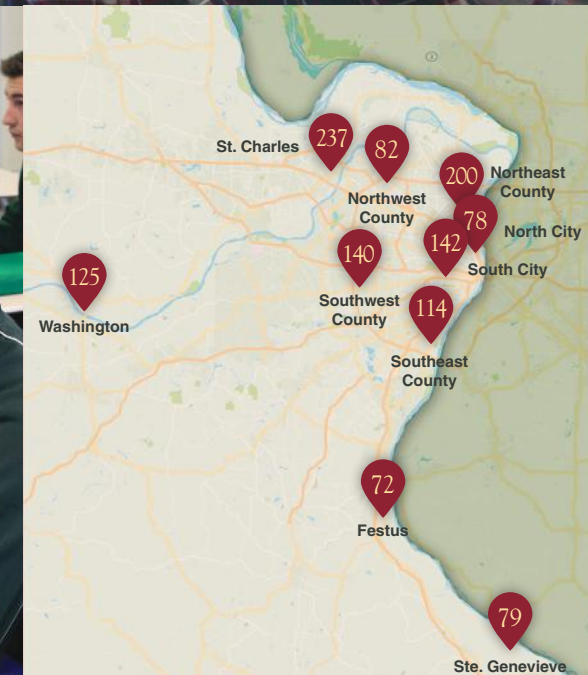 St. Charles
237
82
Northwest
County
200
Northeast
County
78
North City
142
South City
140
Southwest
County
125
Washington
114
Southeast
County
72
Festus
79
Ste. Genevieve